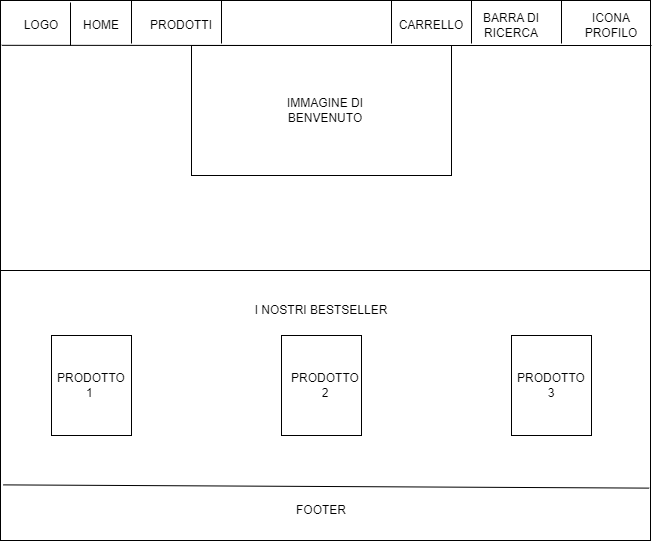 LOGO
HOME
PRODOTTI
CARRELLO
BARRA DI
RICERCA
ICONA
PROFILO
IMMAGINE DI
BENVENUTO
I NOSTRI BESTSELLER
PRODOTTO
1
PRODOTTO
2
PRODOTTO
3
FOOTER